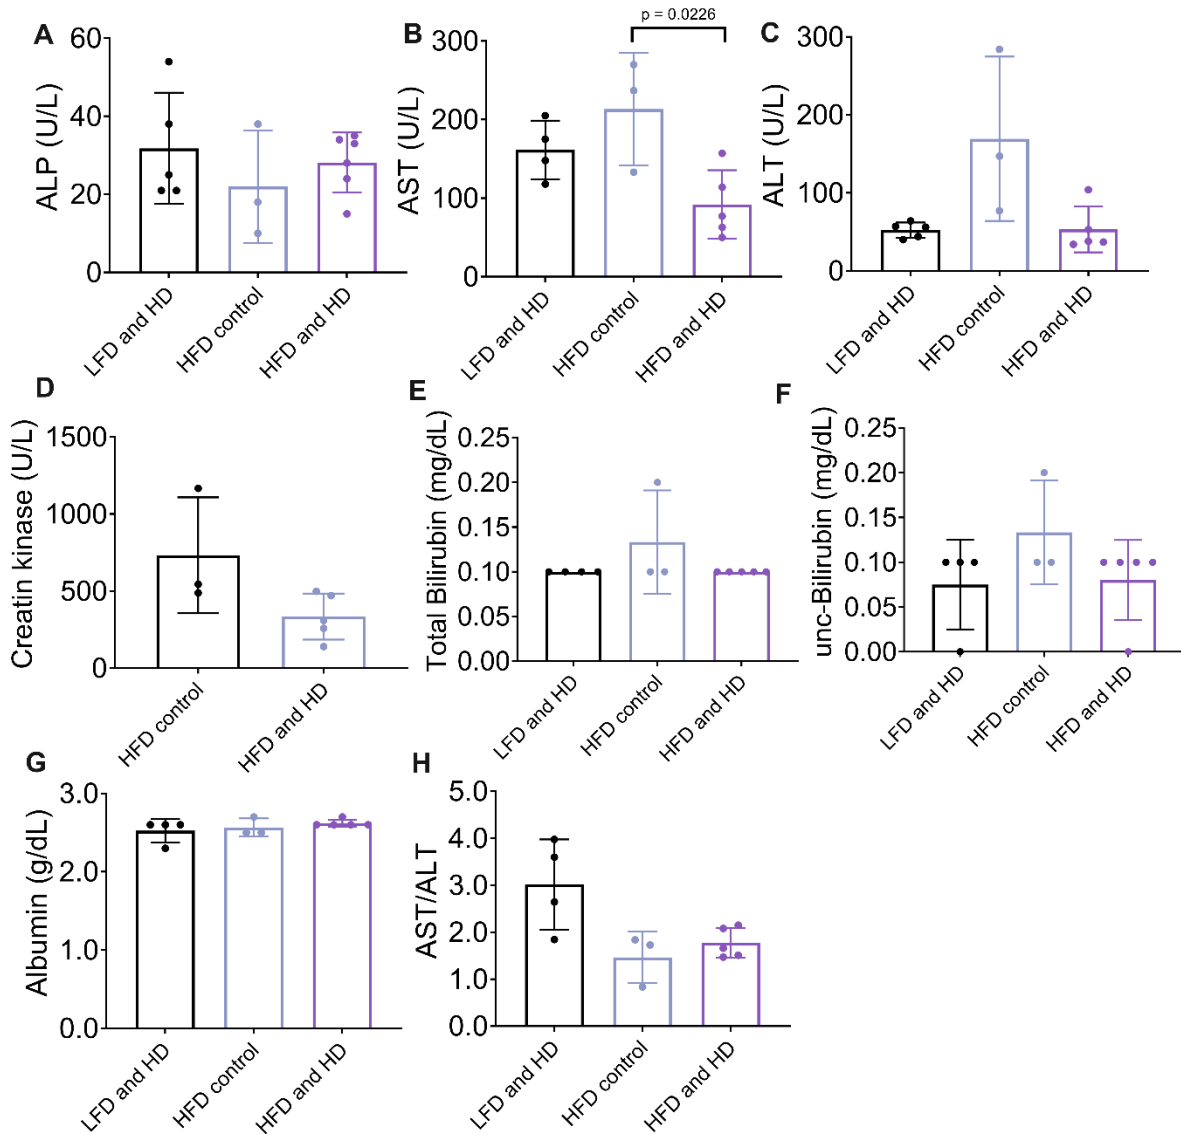 p = 0.0226
A
B
C
ALP (U/L)
60
40
20
0
LFD and HD
HFD control
HFD and HD
AST (U/L)
300
200
100
0
LFD and HD
HFD control
HFD and HD
ALT (U/L)
300
200
100
0
LFD and HD
HFD control
HFD and HD
D
E
F
Creatin kinase (U/L)
1500
1000
500
0
HFD control
HFD and HD
Total Bilirubin (mg/dL)
0.25
0.20
0.15
0.10
0.05
0.00
LFD and HD
HFD control
HFD and HD
unc-Bilirubin (mg/dL)
0.25
0.20
0.15
0.10
0.05
0.00
LFD and HD
HFD control
HFD and HD
G
H
Albumin (g/dL)
3.0
2.0
1.0
0.0
LFD and HD
HFD control
HFD and HD
AST/ALT
5.0
4.0
3.0
2.0
1.0
0.0
LFD and HD
HFD control
HFD and HD